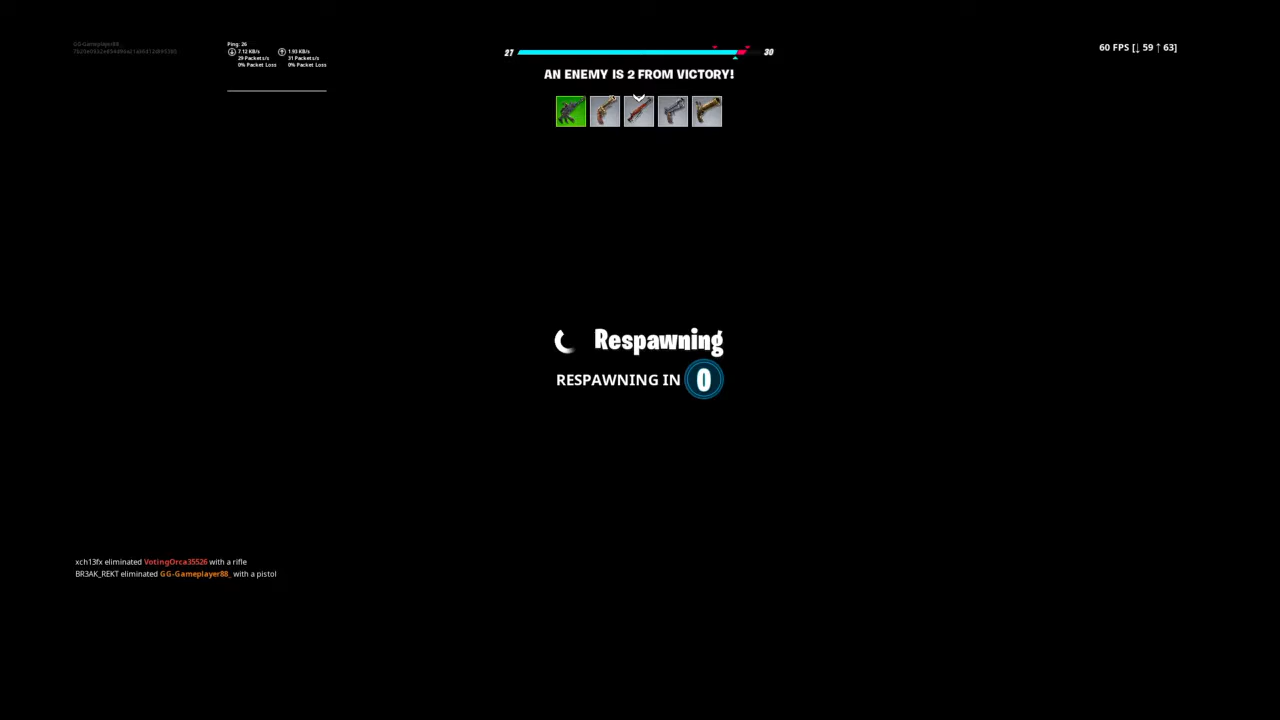 GG-Gameplayer88_
Ping: 26
7.12 KB/s 1.93 KB/s
29 Packets/s 31 Packets/s
0% Packet Loss 0% Packet Loss
27 30
60 FPS [↓ 59 ↑ 63]
AN ENEMY IS 2 FROM VICTORY!
Respawning
RESPAWNING IN 0
xch13fx eliminated VotingOrca35526 with a rifle
BR3AK_REKT eliminated GG-Gameplayer88_ with a pistol